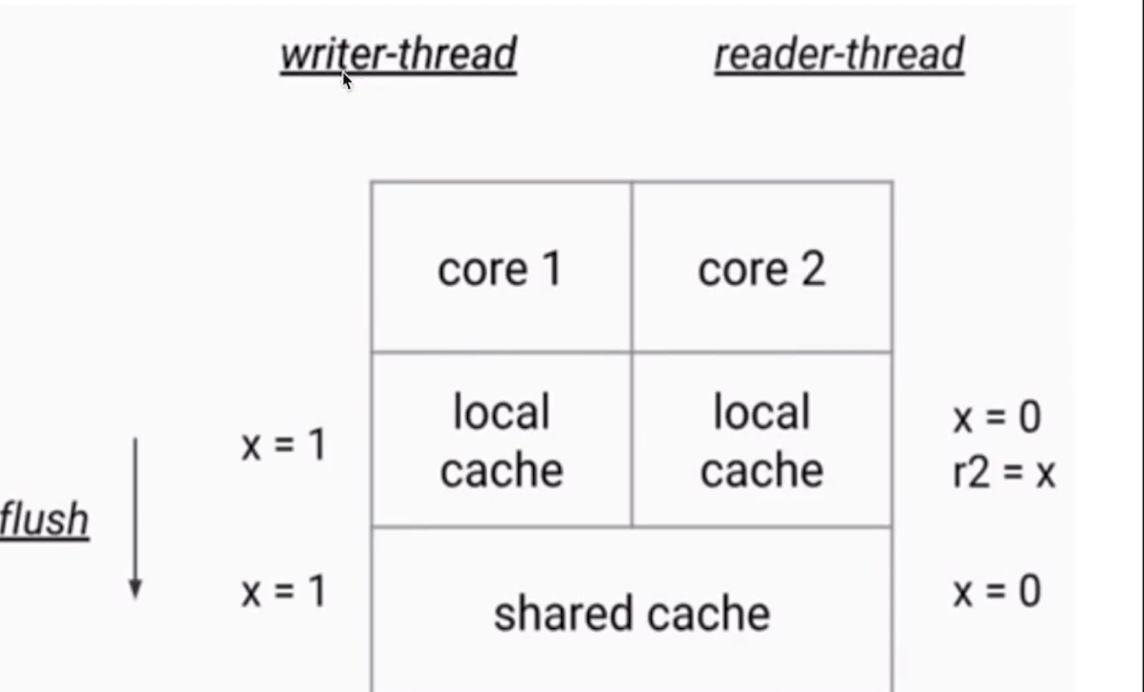 writer-thread reader-thread
core 1 core 2
local local
x = 0
x = 1
cache cache
r2 = x
flush
x = 1 x = 0
shared cache